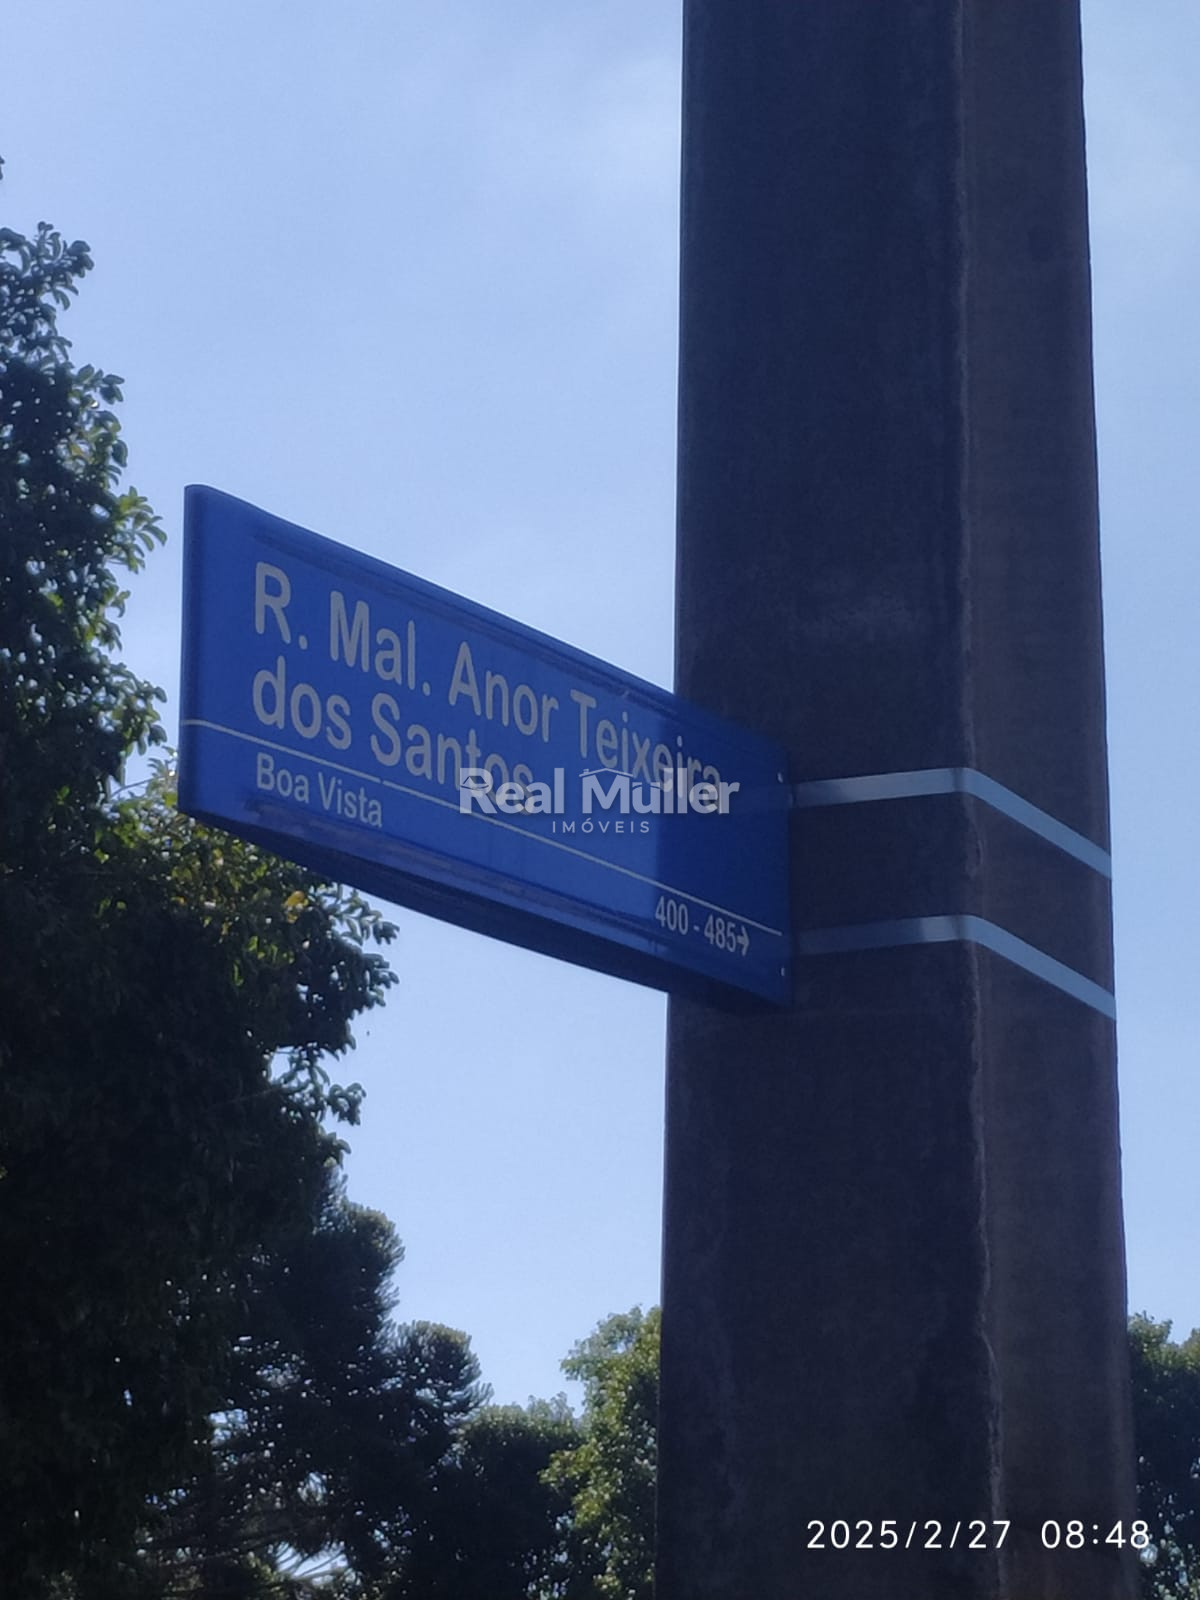 R. Mal. Anor Teixeira
dos Santos
Boa Vista
400 - 485→
Real Muller
IMÓVEIS
2025/2/27 08:48